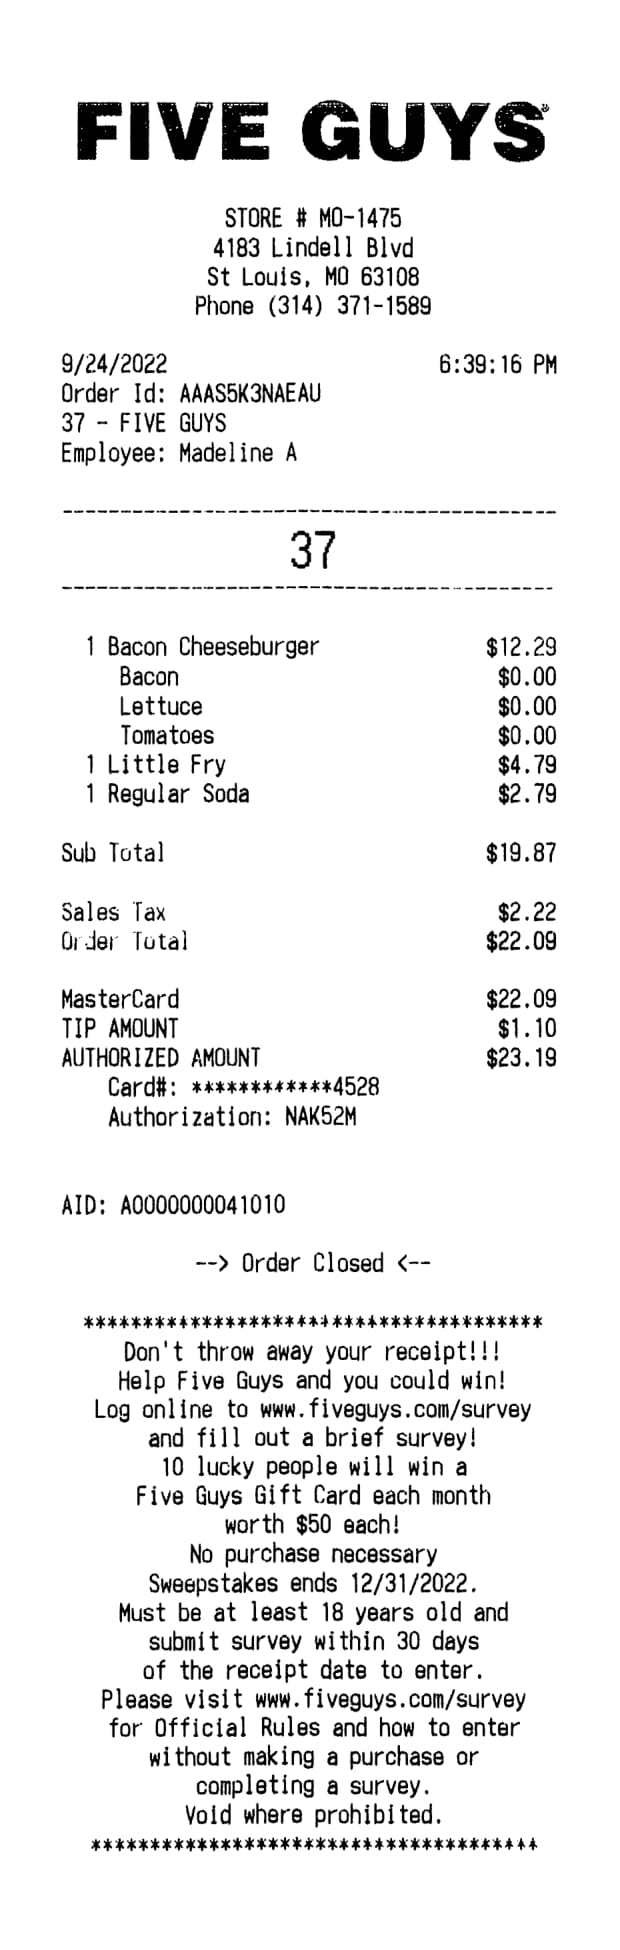 FIVE GUYS®
STORE # MO-1475
4183 Lindell Blvd
St Louis, MO 63108
Phone (314) 371-1589
9/24/2022 6:39:16 PM
Order Id: AAAS5K3NAEAU
37 - FIVE GUYS
Employee: Madeline A
------------------------------------------
37
------------------------------------------
1 Bacon Cheeseburger $12.29
Bacon $0.00
Lettuce $0.00
Tomatoes $0.00
1 Little Fry $4.79
1 Regular Soda $2.79
Sub Total $19.87
Sales Tax $2.22
Order Total $22.09
MasterCard $22.09
TIP AMOUNT $1.10
AUTHORIZED AMOUNT $23.19
Card#: ************4528
Authorization: NAK52M
AID: A0000000041010
--> Order Closed <--
***************************************
Don't throw away your receipt!!!
Help Five Guys and you could win!
Log online to www.fiveguys.com/survey
and fill out a brief survey!
10 lucky people will win a
Five Guys Gift Card each month
worth $50 each!
No purchase necessary
Sweepstakes ends 12/31/2022.
Must be at least 18 years old and
submit survey within 30 days
of the receipt date to enter.
Please visit www.fiveguys.com/survey
for Official Rules and how to enter
without making a purchase or
completing a survey.
Void where prohibited.
**************************************